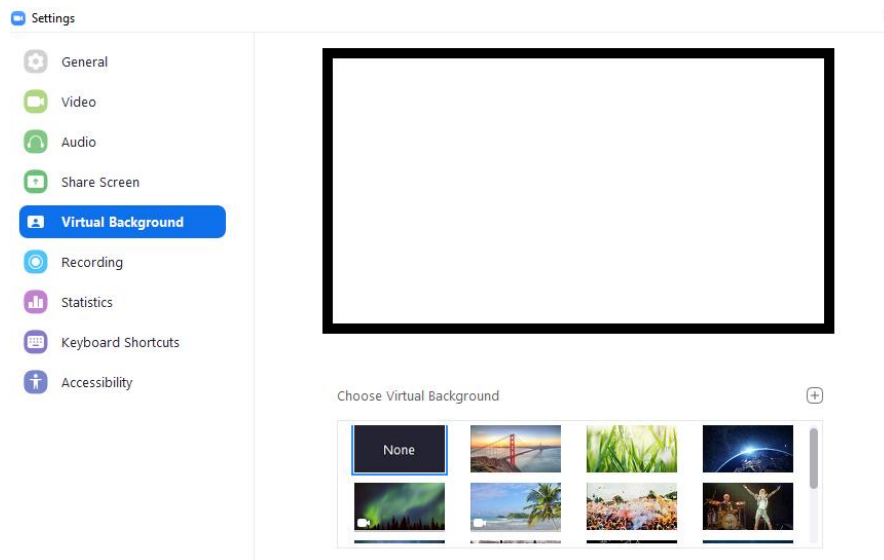 Settings
General
Video
Audio
Share Screen
Virtual Background
Recording
Statistics
Keyboard Shortcuts
Accessibility
Choose Virtual Background
None